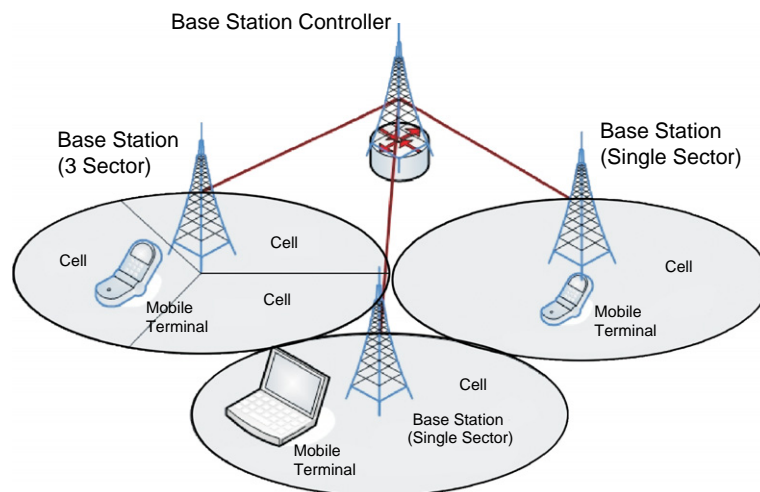 Base Station Controller
Base Station
(3 Sector)
Base Station
(Single Sector)
Cell
Cell
Cell
Cell
Mobile
Terminal
Mobile
Terminal
Cell
Base Station
(Single Sector)
Mobile
Terminal